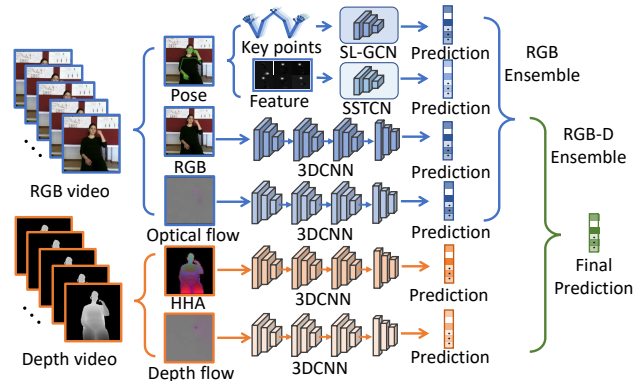 Key points
SL-GCN
Prediction
RGB
Ensemble
Pose
Feature
SSTCN
Prediction
RGB-D
Ensemble
RGB
3DCNN
Prediction
RGB video
Optical flow
3DCNN
Prediction
HHA
3DCNN
Prediction
Final
Prediction
Depth video
Depth flow
3DCNN
Prediction